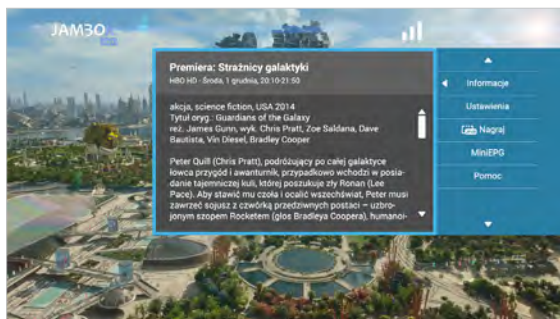 JAMBO
Premiera: Strażnicy galaktyki
HBO HD - Środa, 1 grudnia, 20:10-21:50
akcja, science fiction, USA 2014
Tytuł oryg.: Guardians of the Galaxy
reż. James Gunn, wyk. Chris Pratt, Zoe Saldana, Dave
Bautista, Vin Diesel, Bradley Cooper
Peter Quill (Chris Pratt), podróżujący po całej galaktyce
łowca przygód i awanturnik, przypadkowo wchodzi w posia-
danie tajemniczej kuli, której poszukuje zły Ronan (Lee
Pace). Aby stawić mu czoła i ocalić wszechświat, Peter musi
zawrzeć sojusz z czwórką przedziwnych postaci – uzbro-
jonym szopem Rocketem (głos Bradleya Coopera), humanoi-
Informacje
Ustawienia
Nagraj
MiniEPG
Pomoc